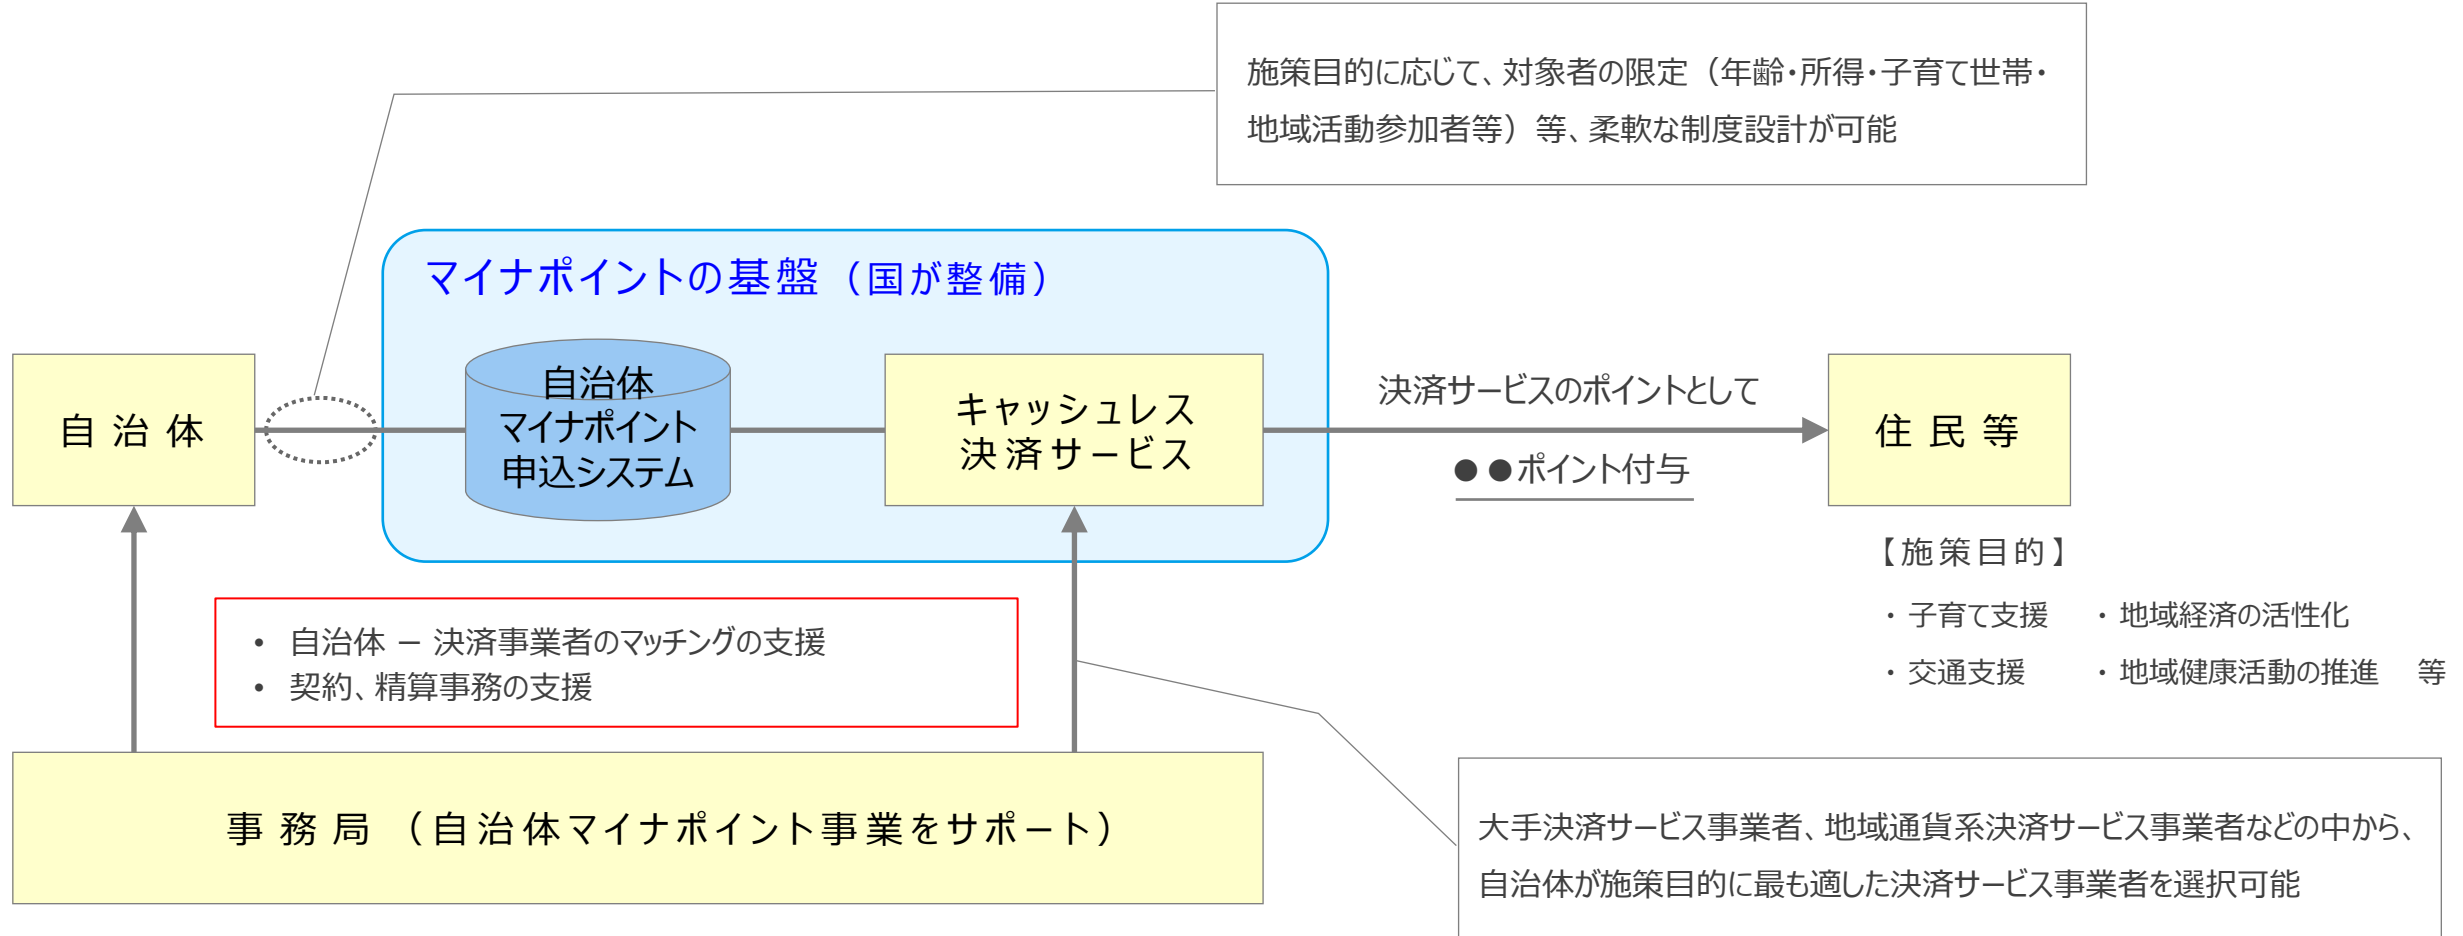 施策目的に応じて、対象者の限定（年齢・所得・子育て世帯・
地域活動参加者等）等、柔軟な制度設計が可能
マイナポイントの基盤（国が整備）
自治体
自治体
マイナポイント
申込システム
キャッシュレス
決済サービス
決済サービスのポイントとして
●●ポイント付与
住民等
【施策目的】
・子育て支援　・地域経済の活性化
・交通支援　・地域健康活動の推進　等
• 自治体 － 決済事業者のマッチングの支援
• 契約、精算事務の支援
事務局（自治体マイナポイント事業をサポート）
大手決済サービス事業者、地域通貨系決済サービス事業者などの中から、
自治体が施策目的に最も適した決済サービス事業者を選択可能